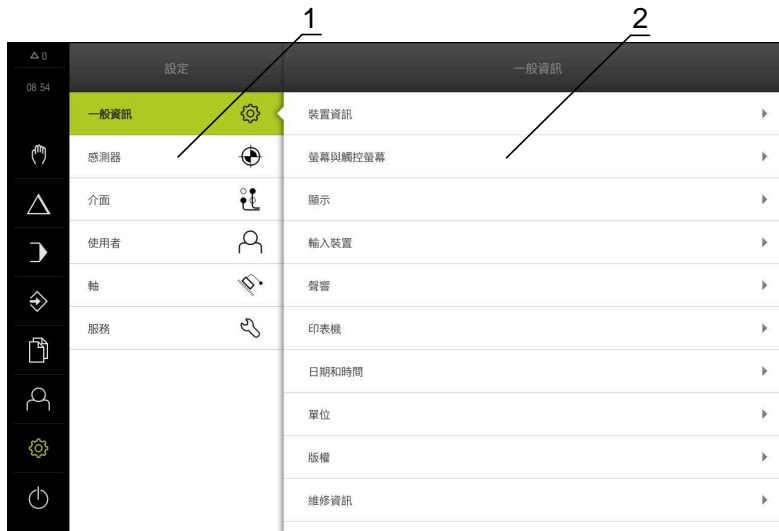 1
2
0
08 54
設定
一般資訊
一般資訊
感測器
介面
使用者
軸
服務
裝置資訊
螢幕與觸控螢幕
顯示
輸入裝置
聲響
印表機
日期和時間
單位
版權
維修資訊